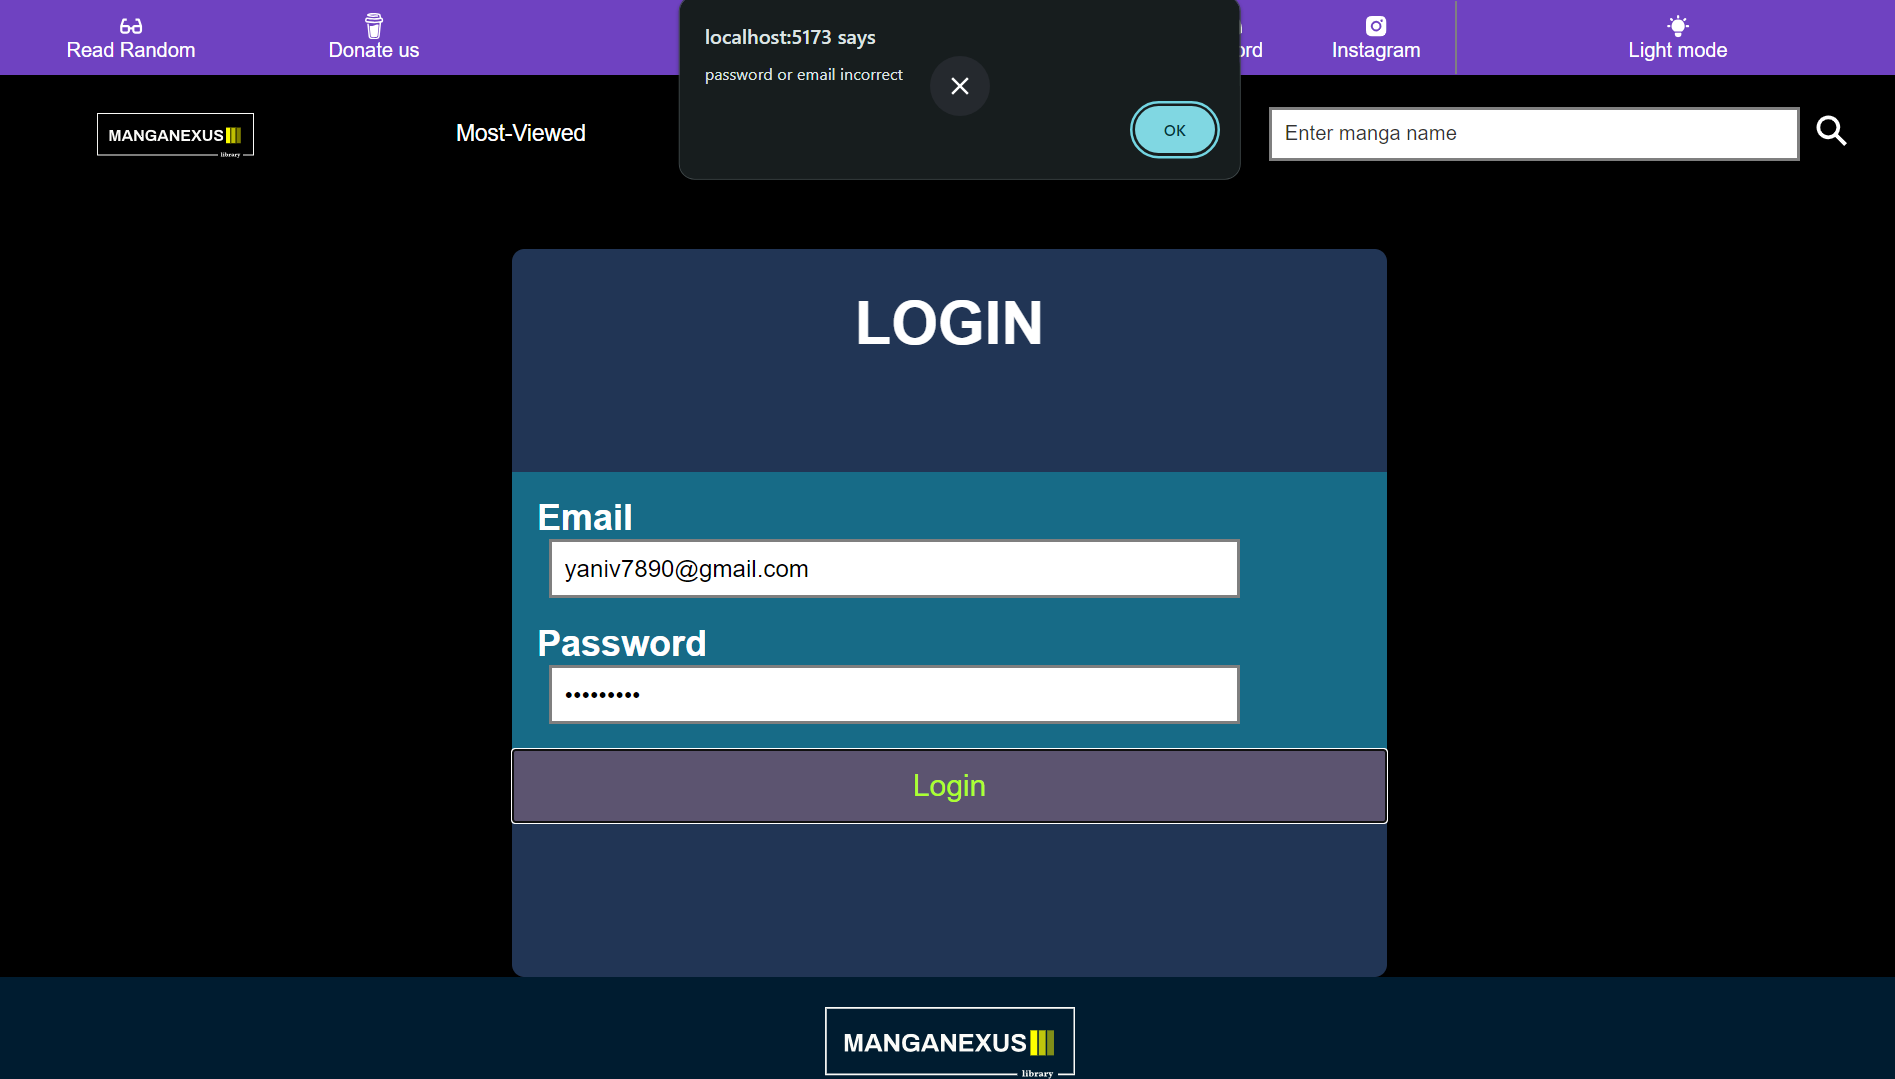 Read Random
Donate us
localhost:5173 says
password or email incorrect
OK
ord
Instagram
Light mode
MANGANEXUS
library
Most-Viewed
Enter manga name
LOGIN
Email
yaniv7890@gmail.com
Password
•••••••••
Login
MANGANEXUS
library